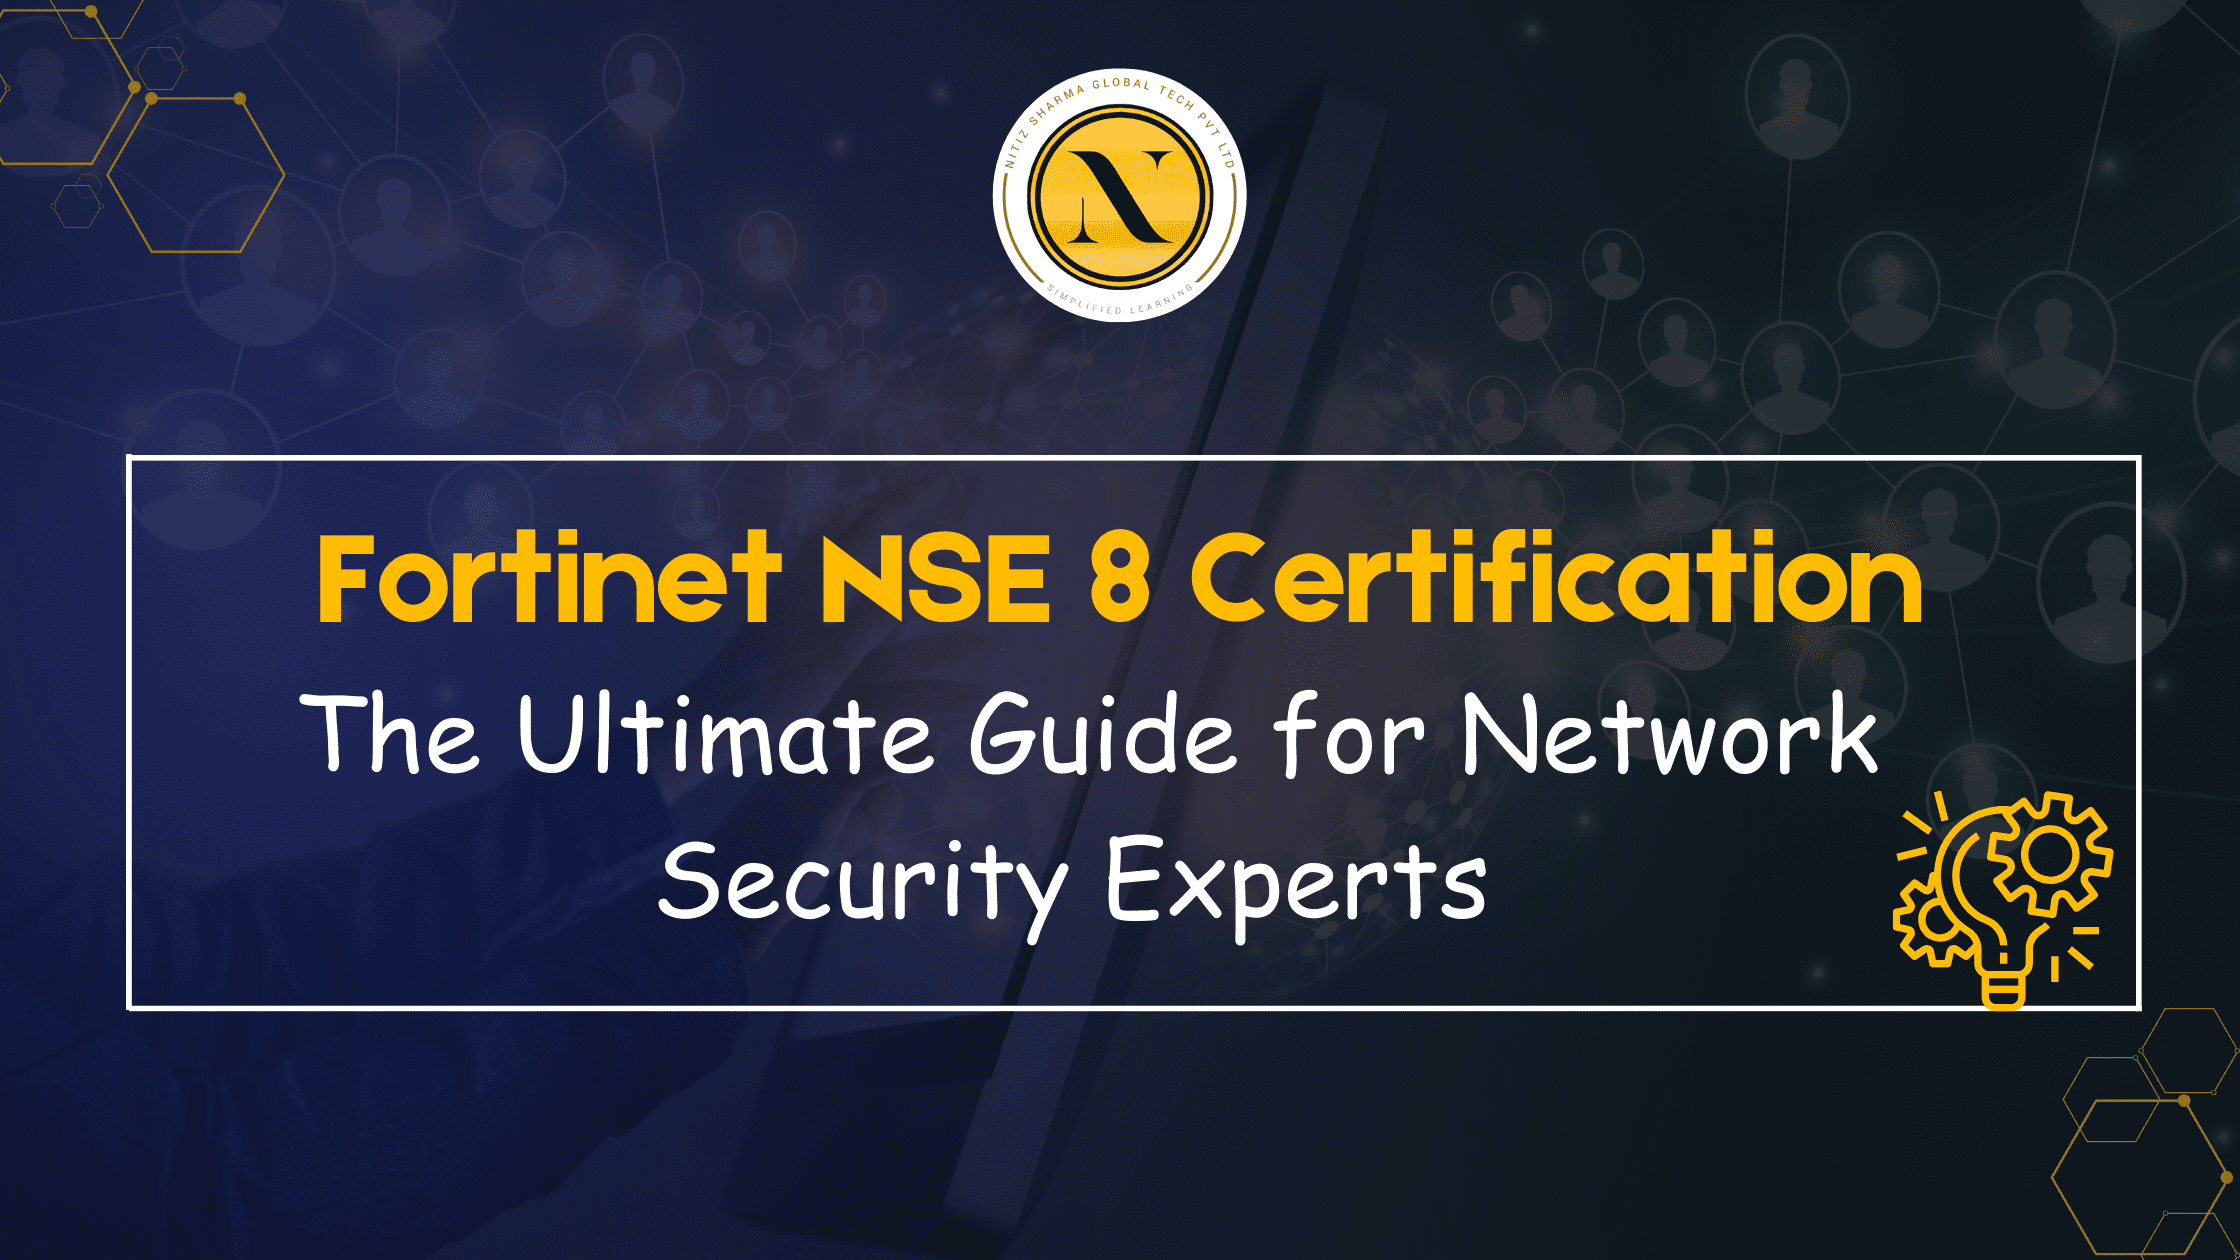 NITIZ SHARMA GLOBAL TECH PVT LTD
N
SIMPLIFIED LEARNING
Fortinet NSE 8 Certification
The Ultimate Guide for Network
Security Experts